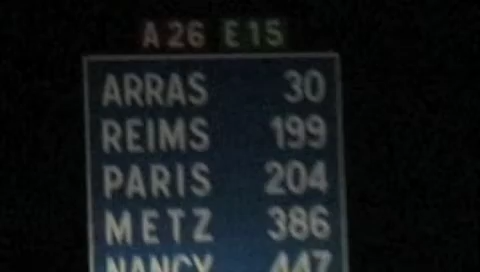 A 26 E 15
ARRAS 30
REIMS 199
PARIS 204
METZ 386
NANCY 447